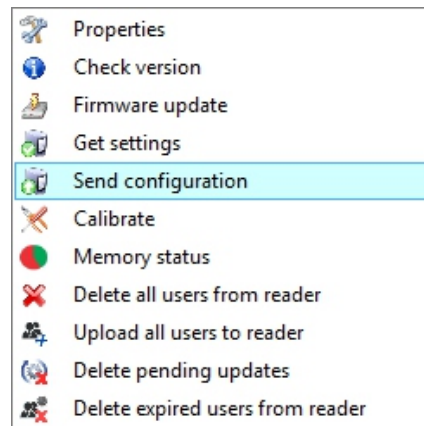 Properties
Check version
Firmware update
Get settings
Send configuration
Calibrate
Memory status
Delete all users from reader
Upload all users to reader
Delete pending updates
Delete expired users from reader